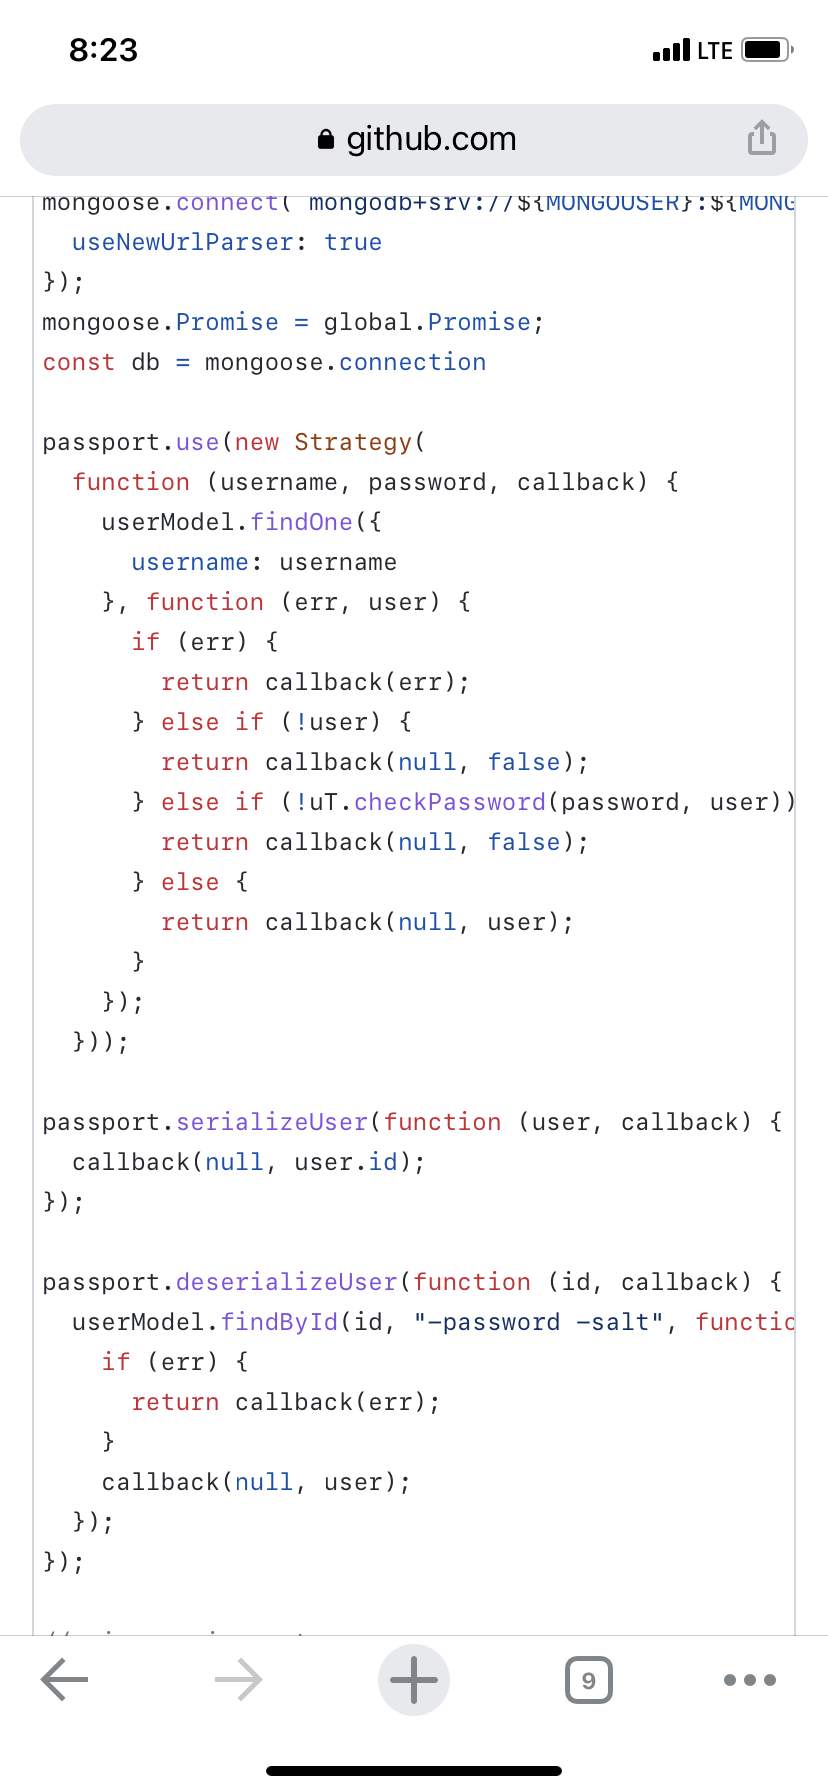 8:23
LTE
github.com
mongoose.connect(`mongodb+srv://${MONGOUSER}:${MONG
  useNewUrlParser: true
});
mongoose.Promise = global.Promise;
const db = mongoose.connection

passport.use(new Strategy(
  function (username, password, callback) {
    userModel.findOne({
      username: username
    }, function (err, user) {
      if (err) {
        return callback(err);
      } else if (!user) {
        return callback(null, false);
      } else if (!uT.checkPassword(password, user))
        return callback(null, false);
      } else {
        return callback(null, user);
      }
    });
  }));

passport.serializeUser(function (user, callback) {
  callback(null, user.id);
});

passport.deserializeUser(function (id, callback) {
  userModel.findById(id, "-password -salt", functio
    if (err) {
      return callback(err);
    }
    callback(null, user);
  });
});
9